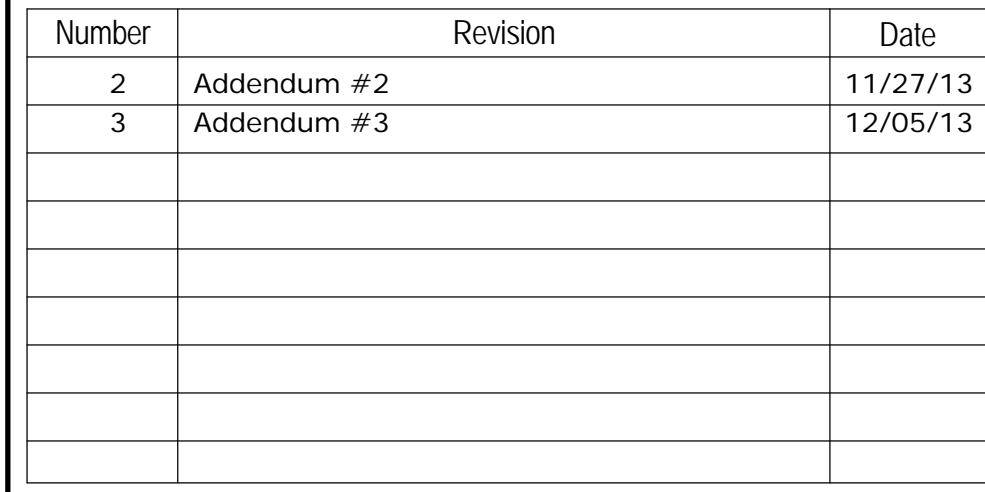 Number Revision Date
2 Addendum #2 11/27/13
3 Addendum #3 12/05/13